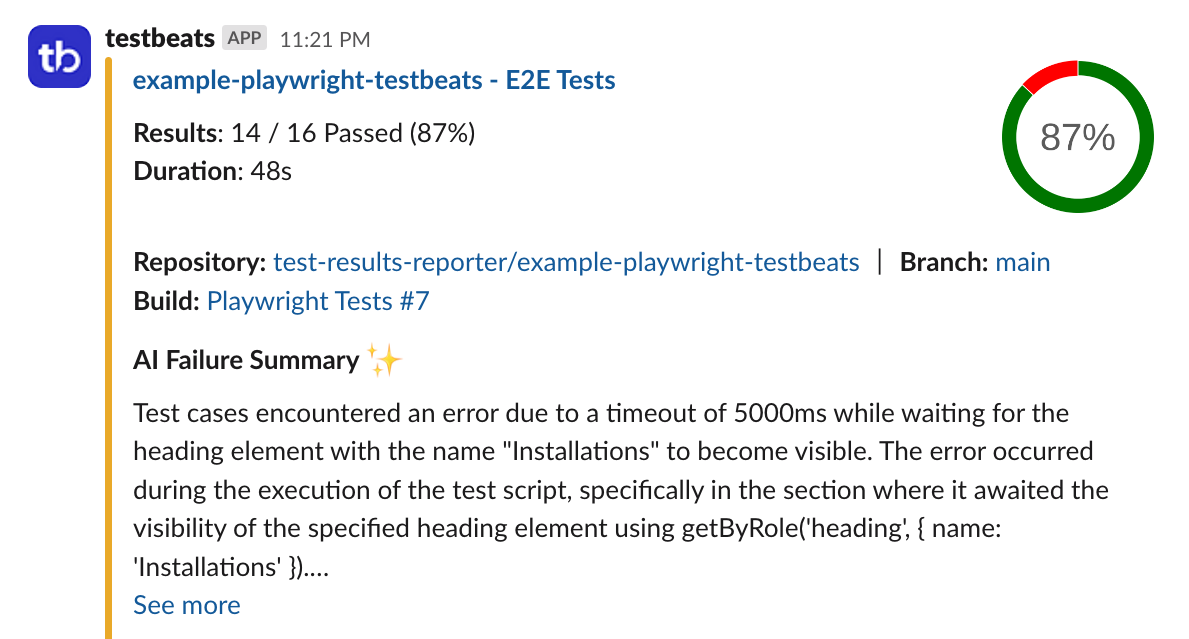 tb
testbeats APP 11:21 PM
example-playwright-testbeats - E2E Tests
Results: 14 / 16 Passed (87%)
Duration: 48s
87%
Repository: test-results-reporter/example-playwright-testbeats | Branch: main
Build: Playwright Tests #7
AI Failure Summary ✨
Test cases encountered an error due to a timeout of 5000ms while waiting for the
heading element with the name "Installations" to become visible. The error occurred
during the execution of the test script, specifically in the section where it awaited the
visibility of the specified heading element using getByRole('heading', { name:
'Installations' })....
See more